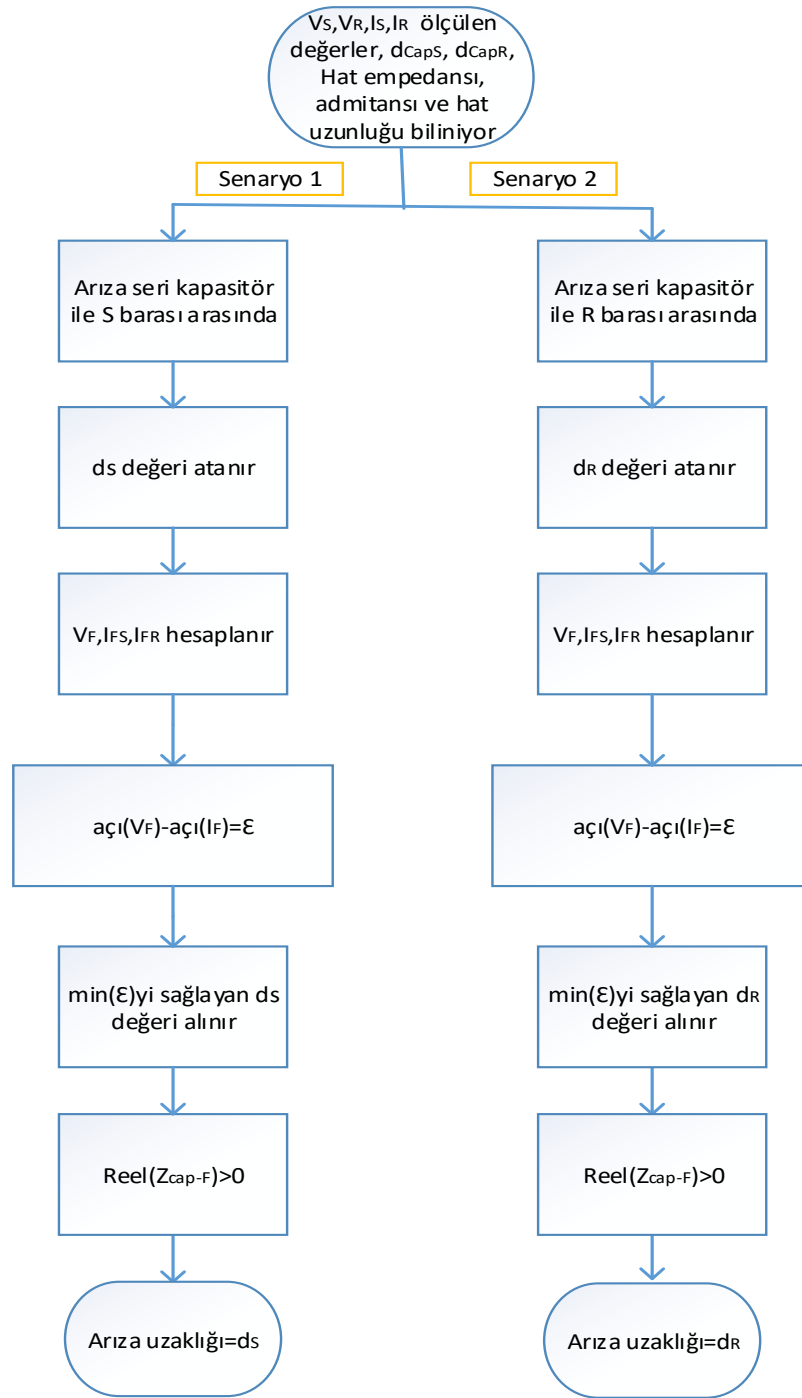 VS,VR,IS,IR ölçülen
değerler, dCapS, dCapR,
Hat empedansı,
admitansı ve hat
uzunluğu biliniyor
Senaryo 1
Senaryo 2
Arıza seri kapasitör
ile S barası arasında
ds değeri atanır
VF,IFS,IFR hesaplanır
açı(VF)-açı(IF)=Ɛ
min(Ɛ)yi sağlayan ds
değeri alınır
Reel(Zcap-F)>0
Arıza uzaklığı=ds
Arıza seri kapasitör
ile R barası arasında
dR değeri atanır
VF,IFS,IFR hesaplanır
açı(VF)-açı(IF)=Ɛ
min(Ɛ)yi sağlayan dR
değeri alınır
Reel(Zcap-F)>0
Arıza uzaklığı=dR